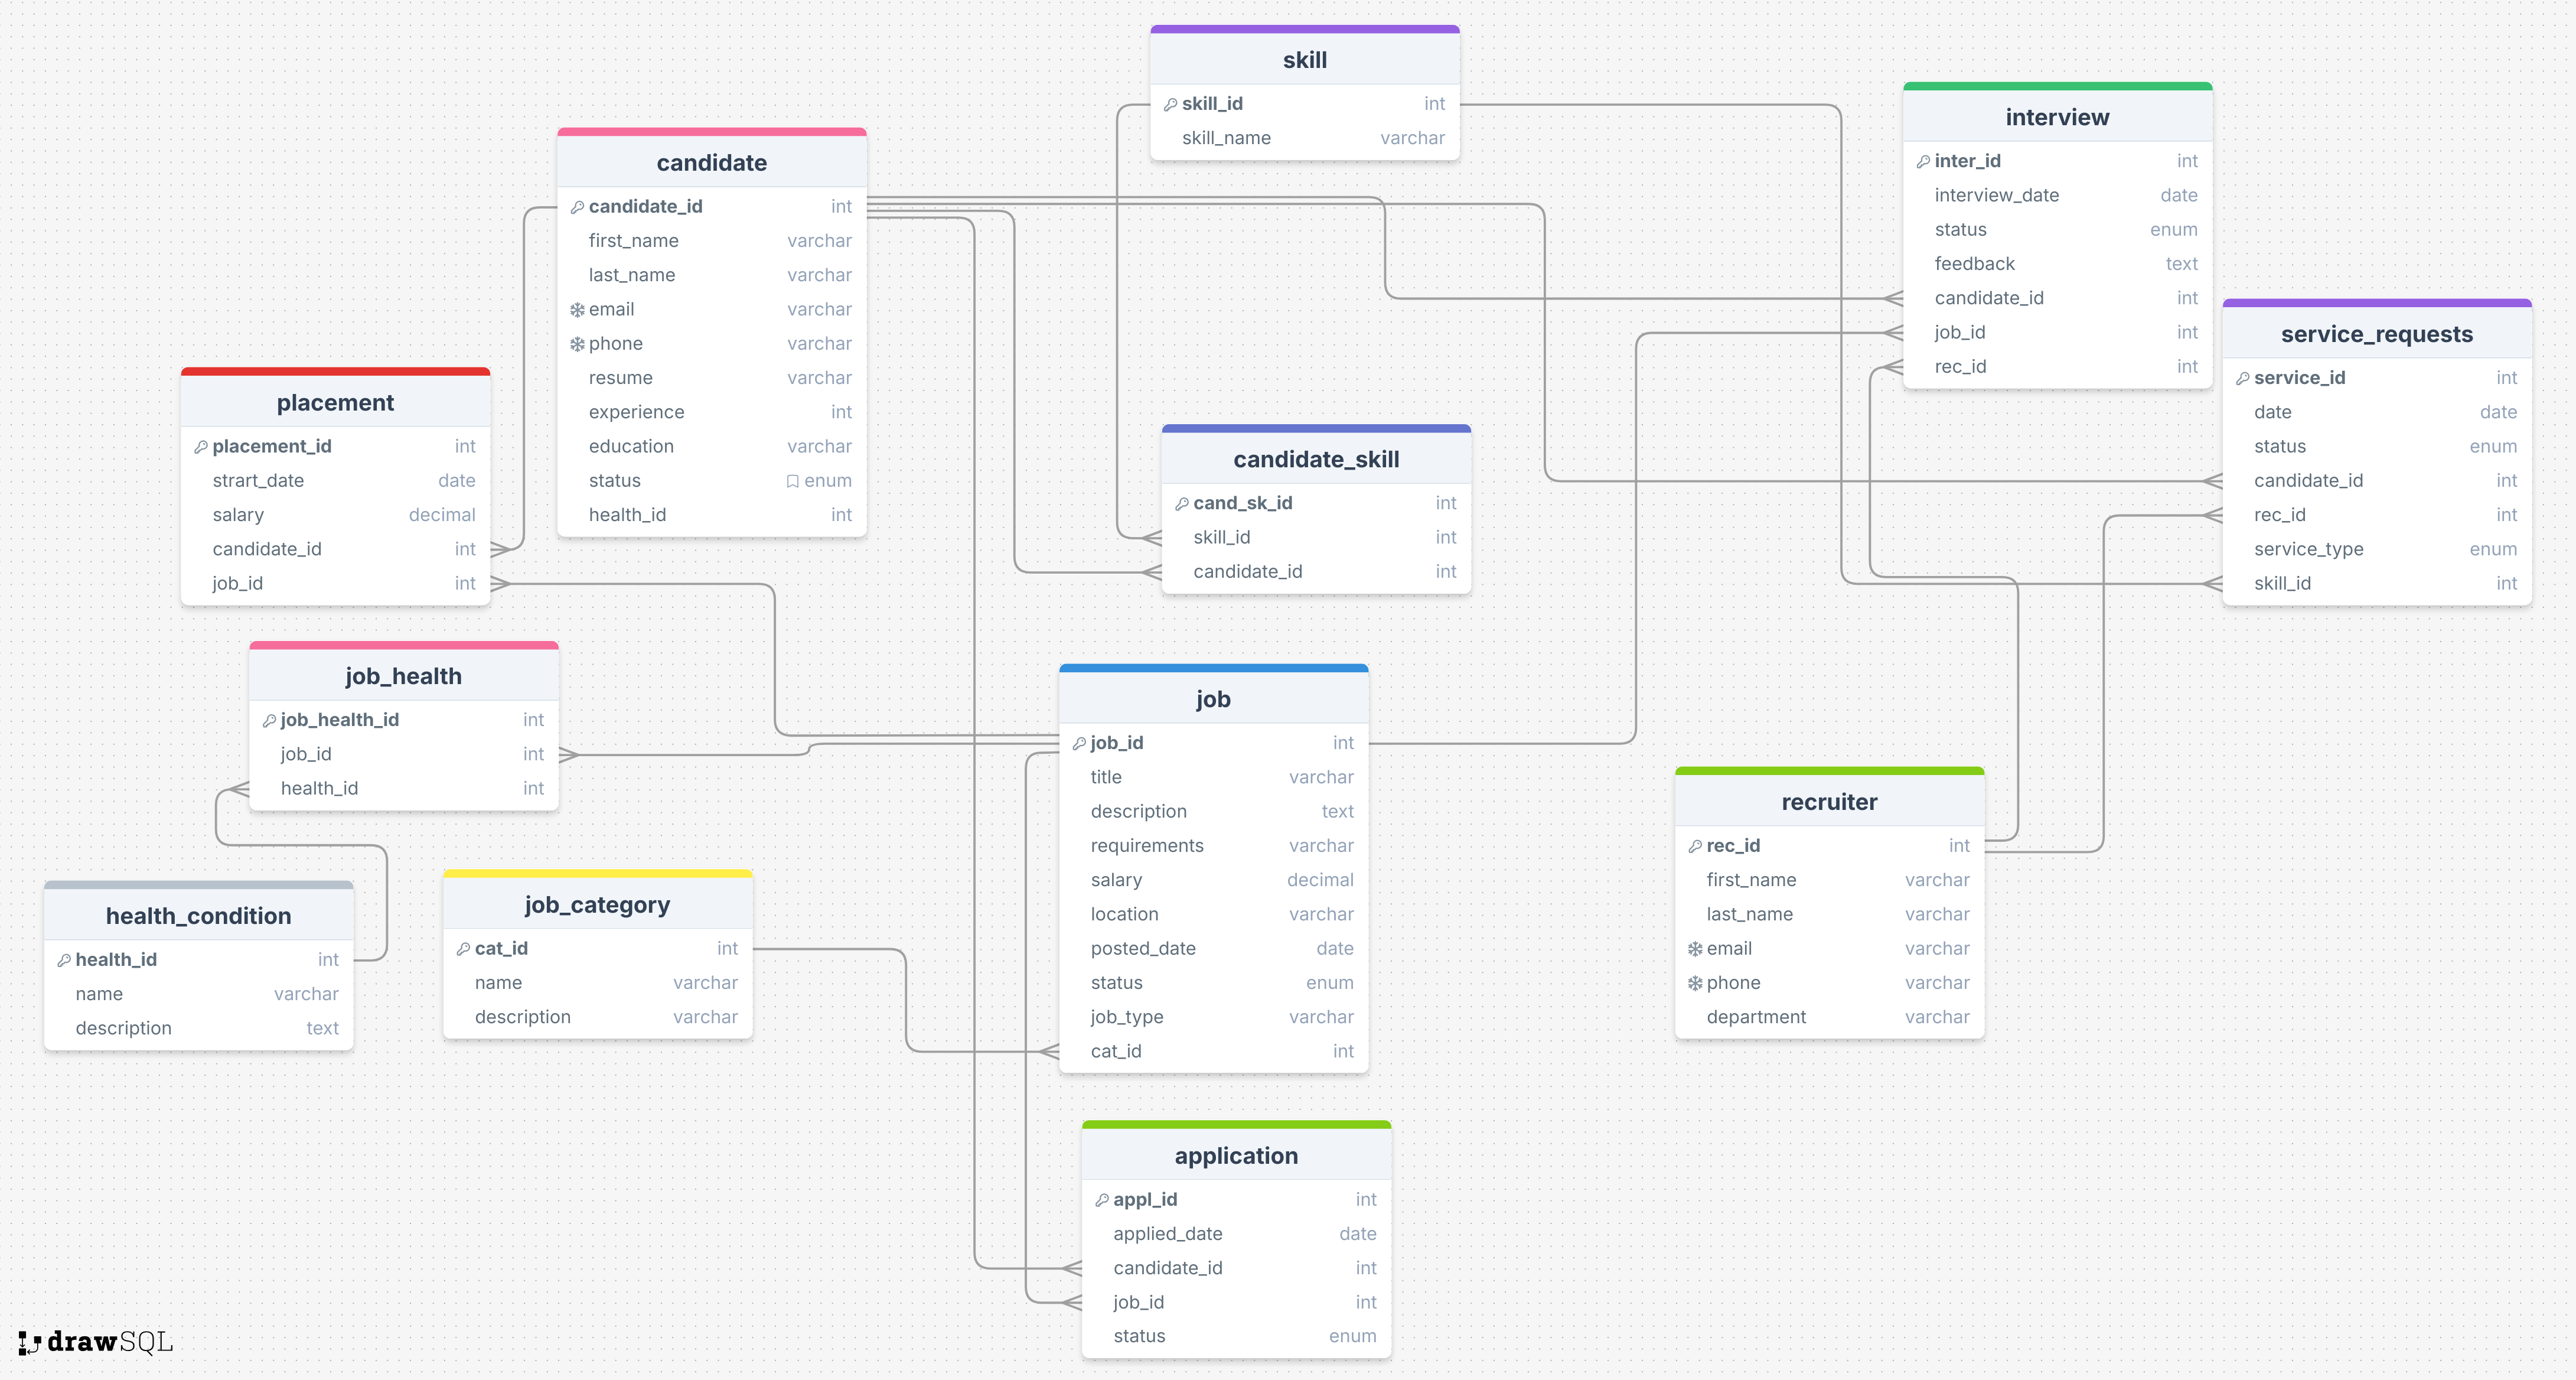 skill
skill_id int
skill_name varchar
interview
inter_id int
interview_date date
status enum
feedback text
candidate_id int
job_id int
rec_id int
candidate
candidate_id int
first_name varchar
last_name varchar
email varchar
phone varchar
resume varchar
experience int
education varchar
status enum
health_id int
service_requests
service_id int
date date
status enum
candidate_id int
rec_id int
service_type enum
skill_id int
placement
placement_id int
strart_date date
salary decimal
candidate_id int
job_id int
candidate_skill
cand_sk_id int
skill_id int
candidate_id int
job_health
job_health_id int
job_id int
health_id int
job
job_id int
title varchar
description text
requirements varchar
salary decimal
location varchar
posted_date date
status enum
job_type varchar
cat_id int
recruiter
rec_id int
first_name varchar
last_name varchar
email varchar
phone varchar
department varchar
health_condition
health_id int
name varchar
description text
job_category
cat_id int
name varchar
description varchar
application
appl_id int
applied_date date
candidate_id int
job_id int
status enum
drawSQL